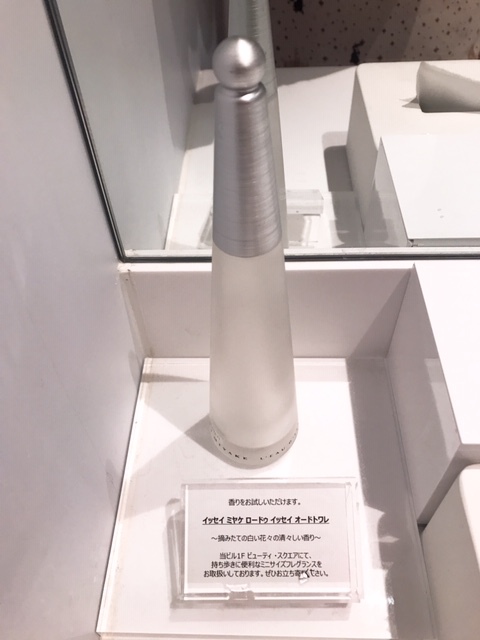 MIYAKE L'EAU
香りをお試しいただけます。
イッセイ ミヤケ ロードゥ イッセイ オードトワレ
～摘みたての白い花々の清々しい香り～
当ビル1F ビューティ・スクエアにて、
持ち歩きに便利なミニサイズフレグランスを
お取扱いしております。ぜひお立ち寄り下さい。